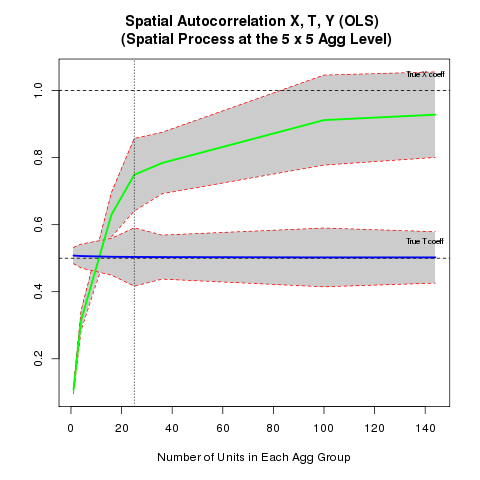 Spatial Autocorrelation X, T, Y (OLS)
(Spatial Process at the 5 x 5 Agg Level)
True X coeff
1.0
0.8
0.6
True T coeff
0.4
0.2
0 20 40 60 80 100 120 140
Number of Units in Each Agg Group